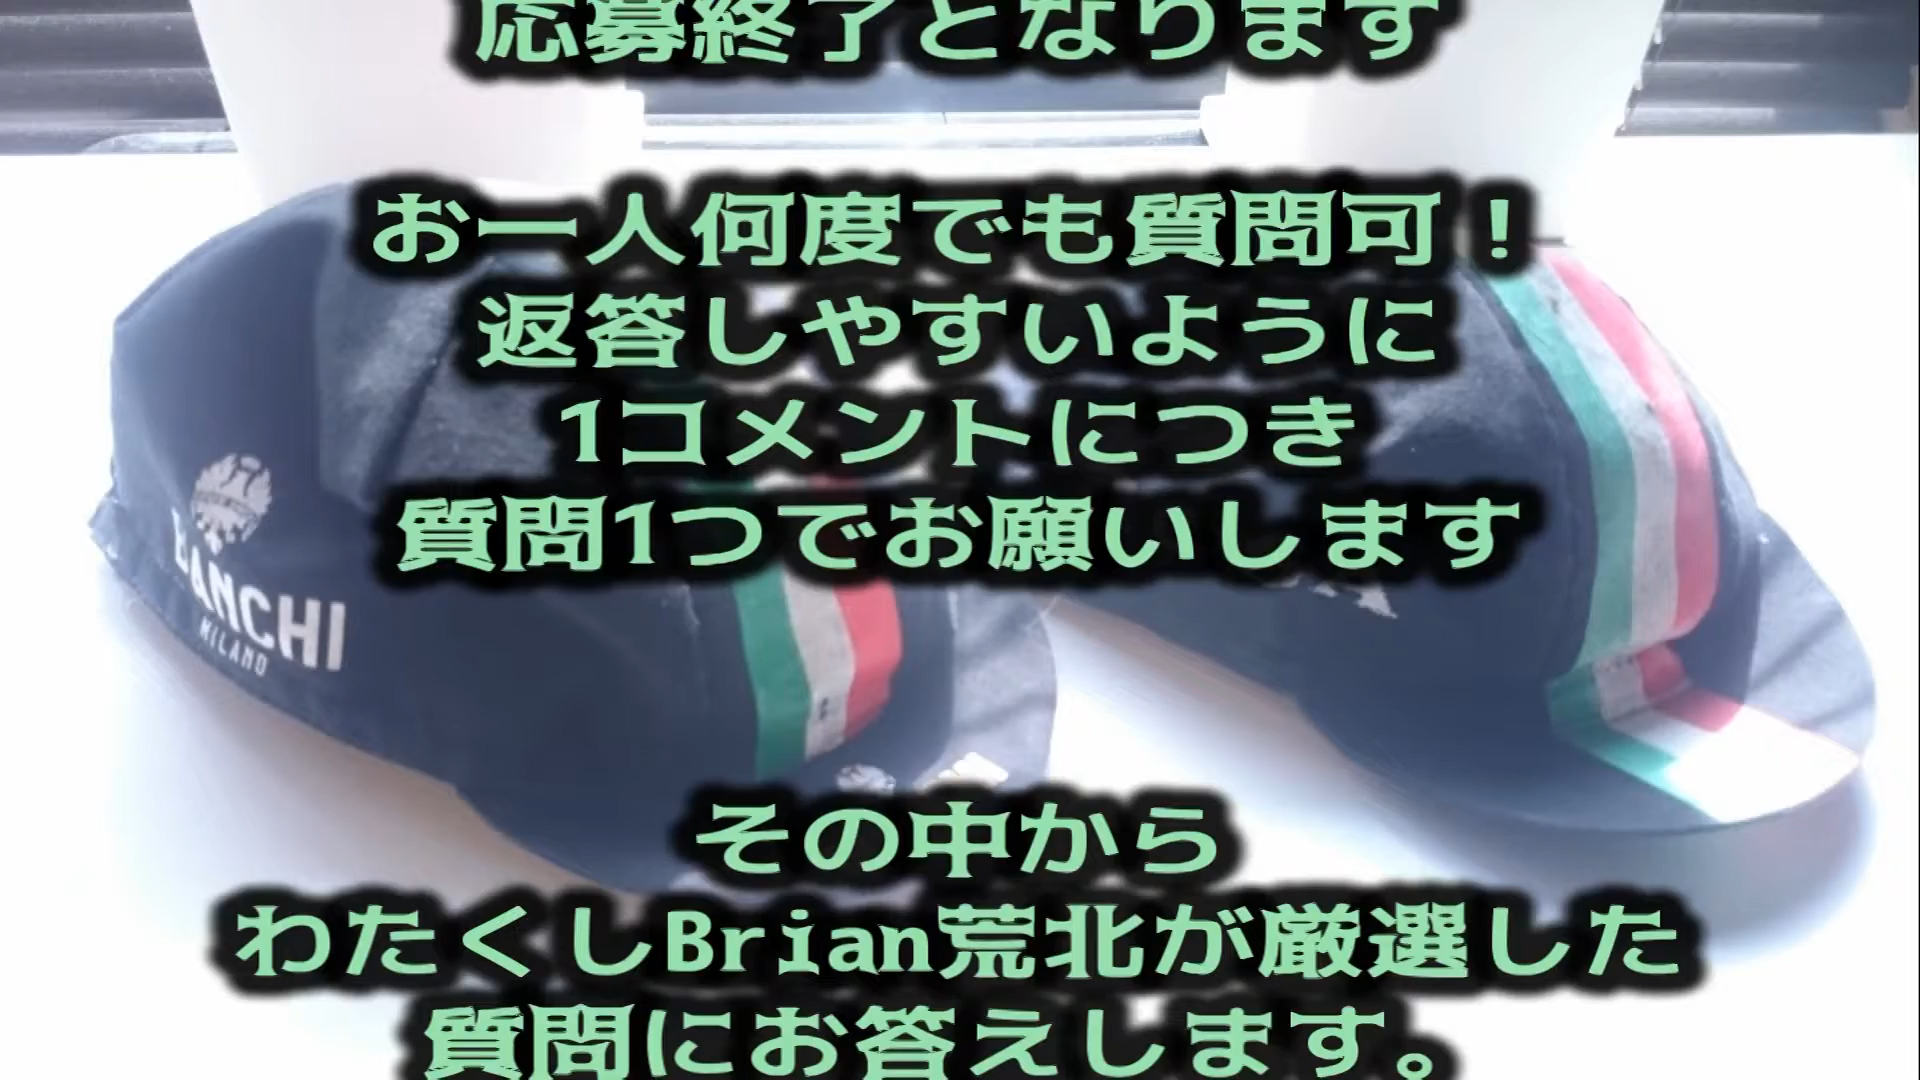 応募終了となります
お一人何度でも質問可！
返答しやすいように
1コメントにつき
質問1つでお願いします
BIANCHI
MILANO
その中から
わたくしBrian荒北が厳選した
質問にお答えします。